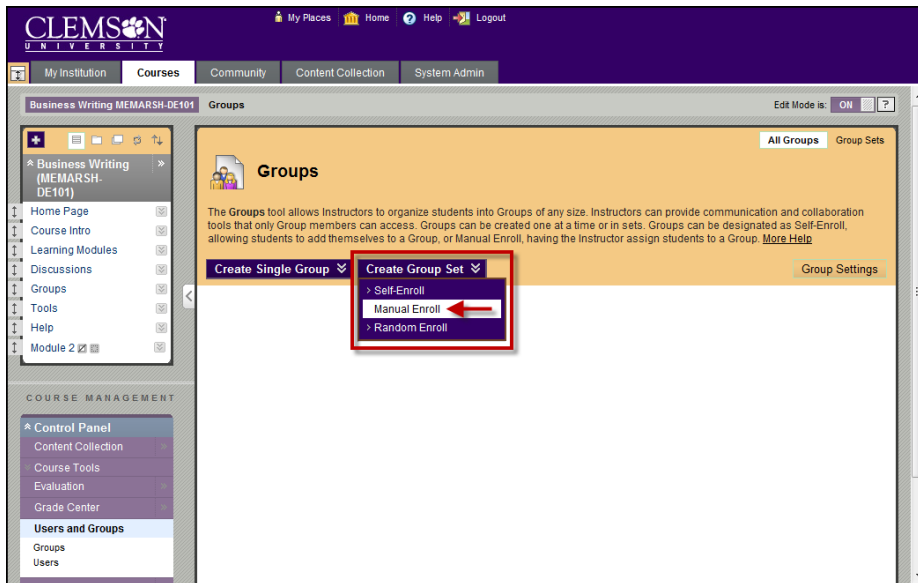 CLEMSON
UNIVERSITY
My Places Home Help Logout
My Institution Courses Community Content Collection System Admin
Business Writing MEMARSH-DE101 Groups Edit Mode is: ON ?
All Groups Group Sets
Business Writing
(MEMARSH-
DE101)
Home Page
Course Intro
Learning Modules
Discussions
Groups
Tools
Help
Module 2
COURSE MANAGEMENT
Control Panel
Content Collection
Course Tools
Evaluation
Grade Center
Users and Groups
Groups
Users
Groups
The Groups tool allows Instructors to organize students into Groups of any size. Instructors can provide communication and collaboration
tools that only Group members can access. Groups can be created one at a time or in sets. Groups can be designated as Self-Enroll,
allowing students to add themselves to a Group, or Manual Enroll, having the Instructor assign students to a Group. More Help
Create Single Group Create Group Set Group Settings
> Self-Enroll
Manual Enroll
> Random Enroll